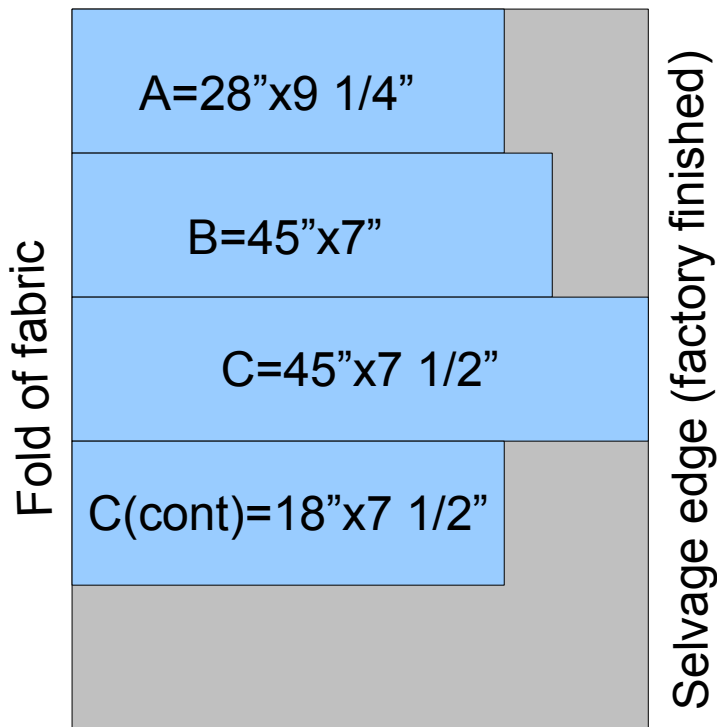 A=28”x9 1/4”
B=45”x7”
C=45”x7 1/2”
C(cont)=18”x7 1/2”
Fold of fabric
Selvage edge (factory finished)